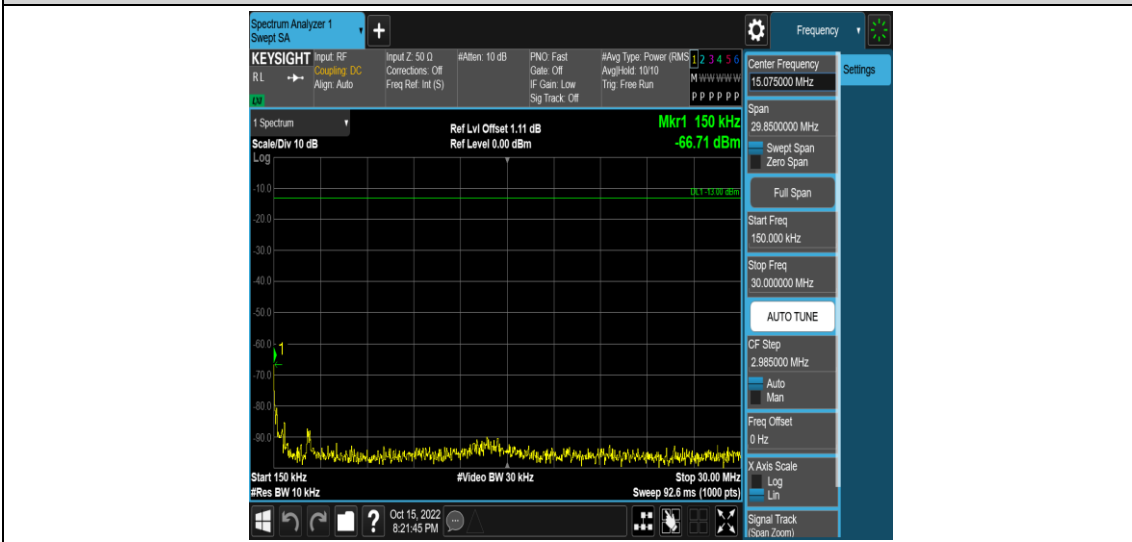 Spectrum Analyzer 1
Swept SA
+
Frequency
KEYSIGHT
RL
LXI
Input: RF
Coupling: DC
Align: Auto
Input Z: 50 Ω
Corrections: Off
Freq Ref: Int (S)
#Atten: 10 dB
PNO: Fast
Gate: Off
IF Gain: Low
Sig Track: Off
#Avg Type: Power (RMS
Avg|Hold: 10/10
Trig: Free Run
1 2 3 4 5 6
M W W W W W
P P P P P P
1 Spectrum
Scale/Div 10 dB
Log
Ref Lvl Offset 1.11 dB
Ref Level 0.00 dBm
Mkr1 150 kHz
-66.71 dBm
DL1 -13.00 dBm
-10.0
-20.0
-30.0
-40.0
-50.0
-60.0
1
-70.0
-80.0
-90.0
Start 150 kHz
#Res BW 10 kHz
#Video BW 30 kHz
Stop 30.00 MHz
Sweep 92.6 ms (1000 pts)
Center Frequency
15.075000 MHz
Settings
Span
29.8500000 MHz
Swept Span
Zero Span
Full Span
Start Freq
150.000 kHz
Stop Freq
30.000000 MHz
AUTO TUNE
CF Step
2.985000 MHz
Auto
Man
Freq Offset
0 Hz
X Axis Scale
Log
Lin
Signal Track
(Span Zoom)
?
Oct 15, 2022
8:21:45 PM